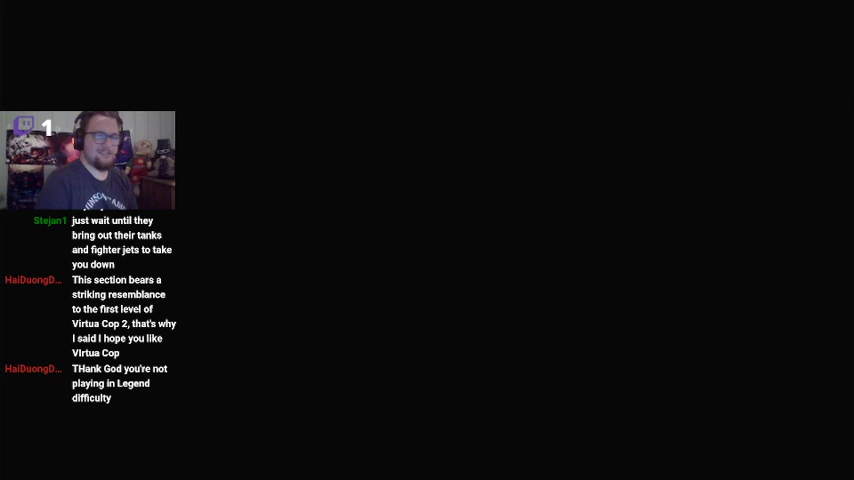 1
Stejan1 just wait until they
bring out their tanks
and fighter jets to take
you down
HaiDuongD... This section bears a
striking resemblance
to the first level of
Virtua Cop 2, that's why
I said I hope you like
VIrtua Cop
HaiDuongD... THank God you're not
playing in Legend
difficulty